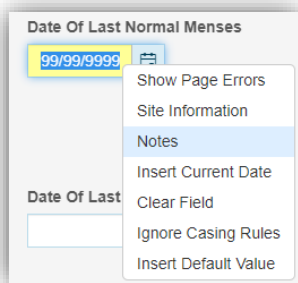 Date Of Last Normal Menses
99/99/9999
Show Page Errors
Site Information
Notes
Insert Current Date
Clear Field
Ignore Casing Rules
Insert Default Value
Date Of Last